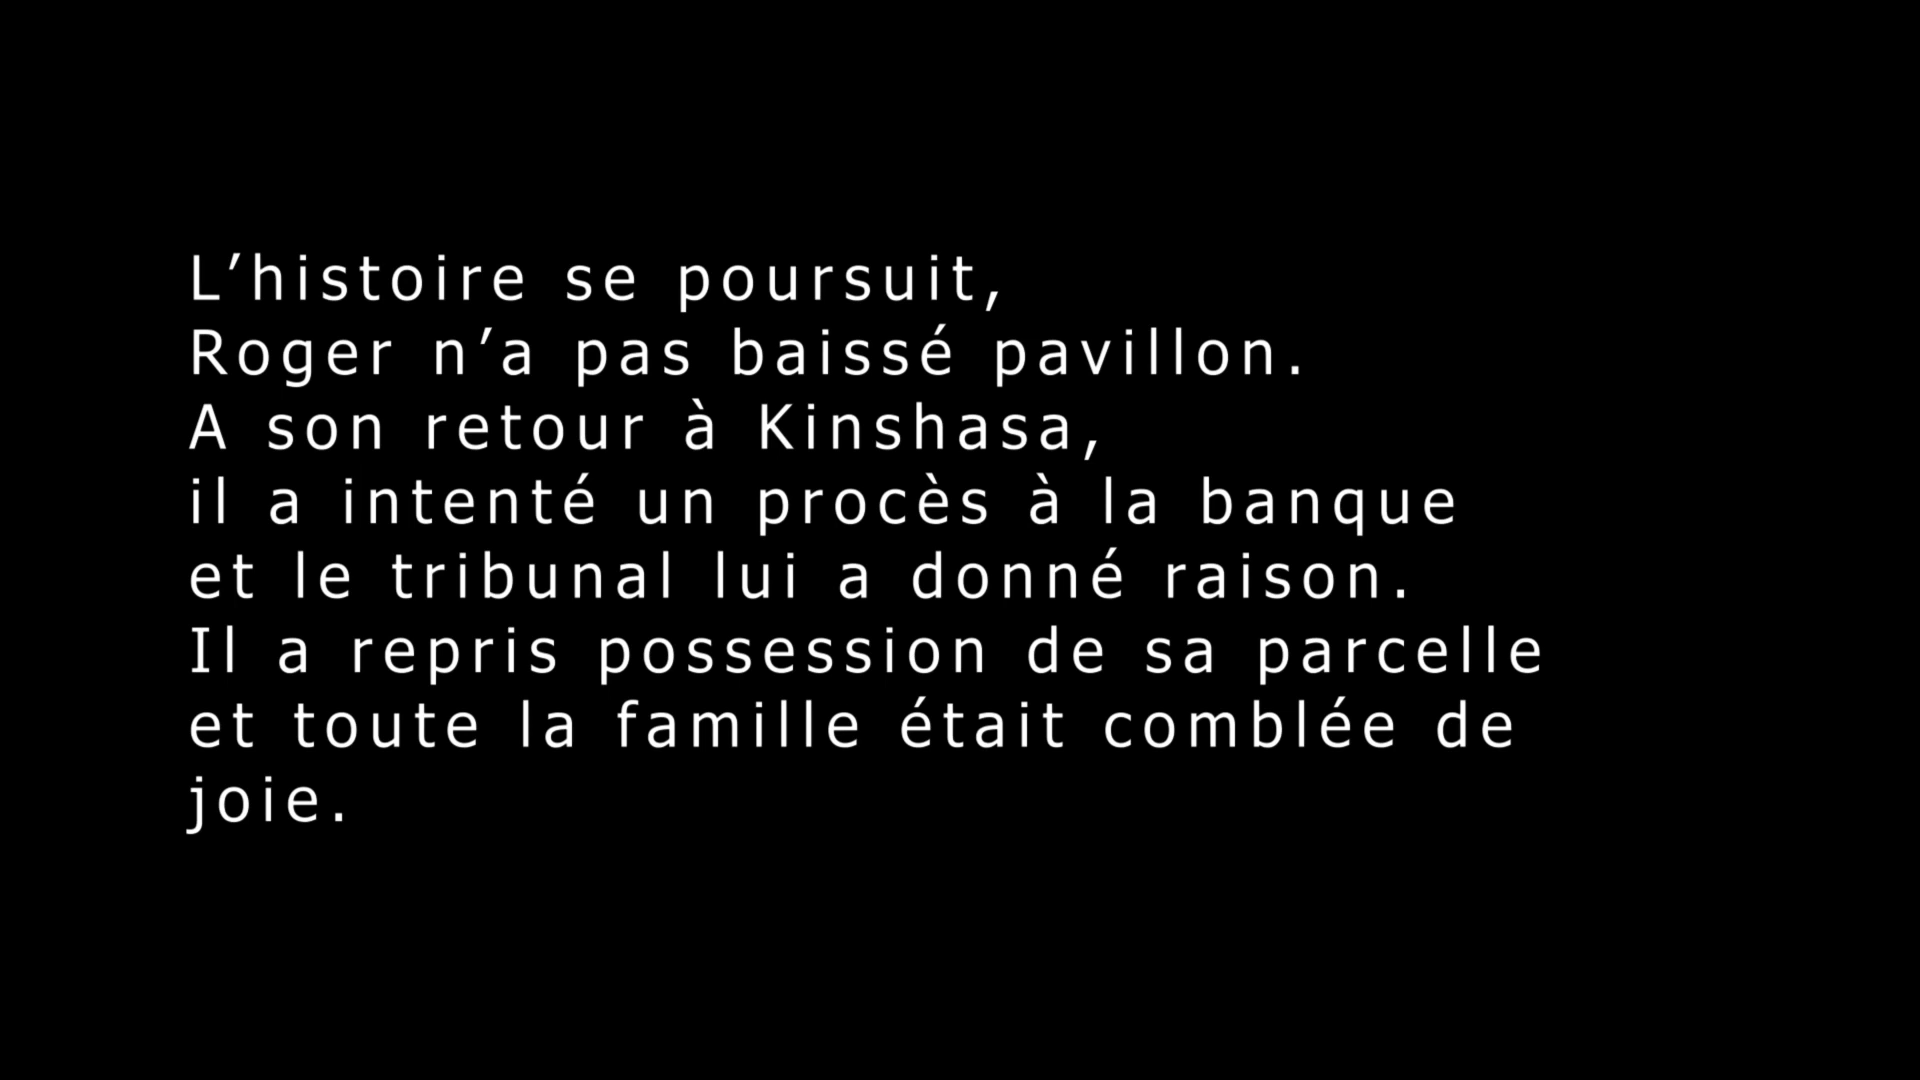 L’histoire se poursuit,
Roger n’a pas baissé pavillon.
A son retour à Kinshasa,
il a intenté un procès à la banque
et le tribunal lui a donné raison.
Il a repris possession de sa parcelle
et toute la famille était comblée de
joie.